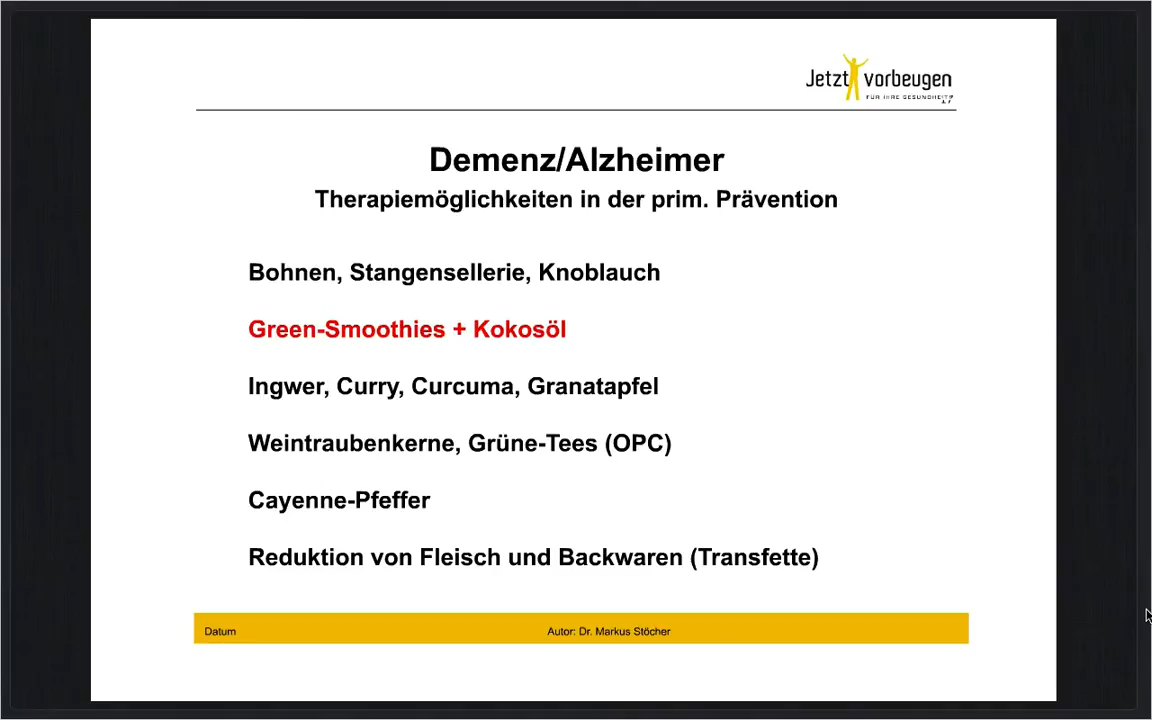 Jetzt vorbeugen
FÜR IHRE GESUNDHEIT
17
Demenz/Alzheimer
Therapiemöglichkeiten in der prim. Prävention
Bohnen, Stangensellerie, Knoblauch
Green-Smoothies + Kokosöl
Ingwer, Curry, Curcuma, Granatapfel
Weintraubenkerne, Grüne-Tees (OPC)
Cayenne-Pfeffer
Reduktion von Fleisch und Backwaren (Transfette)
Datum Autor: Dr. Markus Stöcher